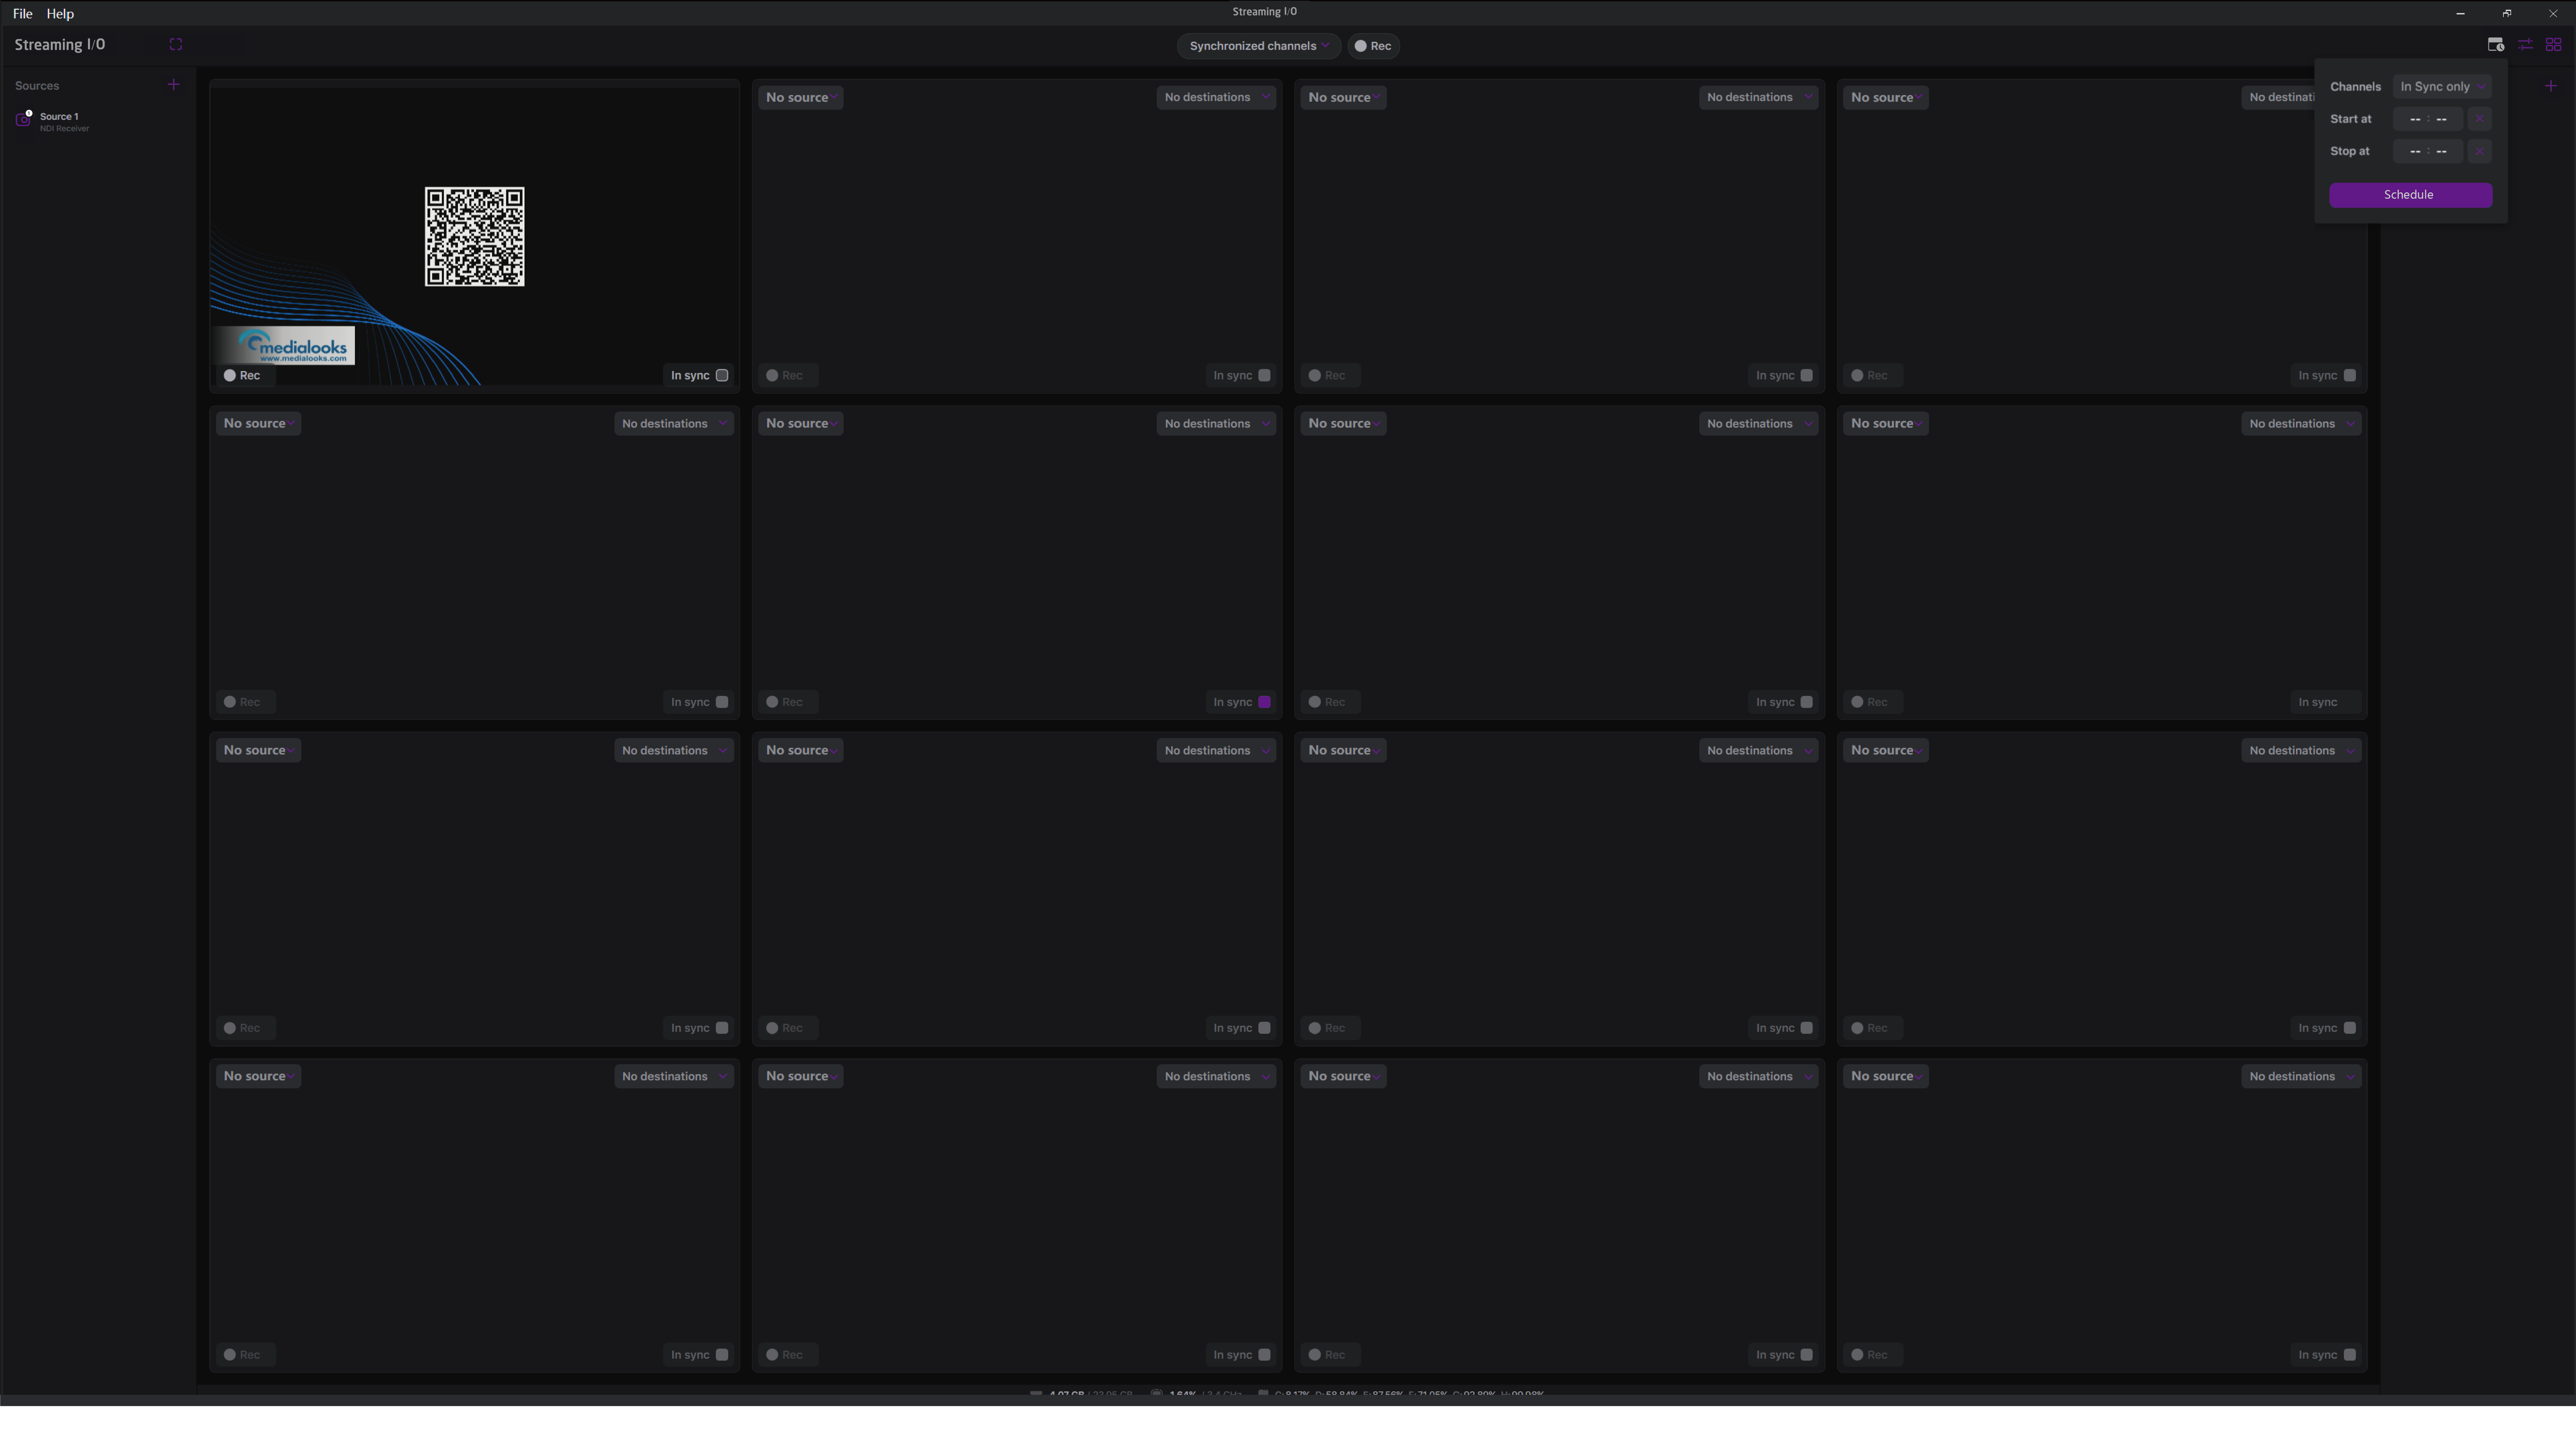 File Help
Streaming I/O
Streaming I/O
Synchronized channels
Rec
Sources
Source 1
NDI Receiver
Channels In Sync only
Start at -- : --
Stop at -- : --
Schedule
medialooks
www.medialooks.com
Rec In sync
No source No destinations
Rec In sync
No source No destinations
Rec In sync
No source No destinati
Rec In sync
No source No destinations
Rec In sync
No source No destinations
Rec In sync
No source No destinations
Rec In sync
No source No destinations
Rec In sync
No source No destinations
Rec In sync
No source No destinations
Rec In sync
No source No destinations
Rec In sync
No source No destinations
Rec In sync
No source No destinations
Rec In sync
No source No destinations
Rec In sync
No source No destinations
Rec In sync
No source No destinations
Rec In sync